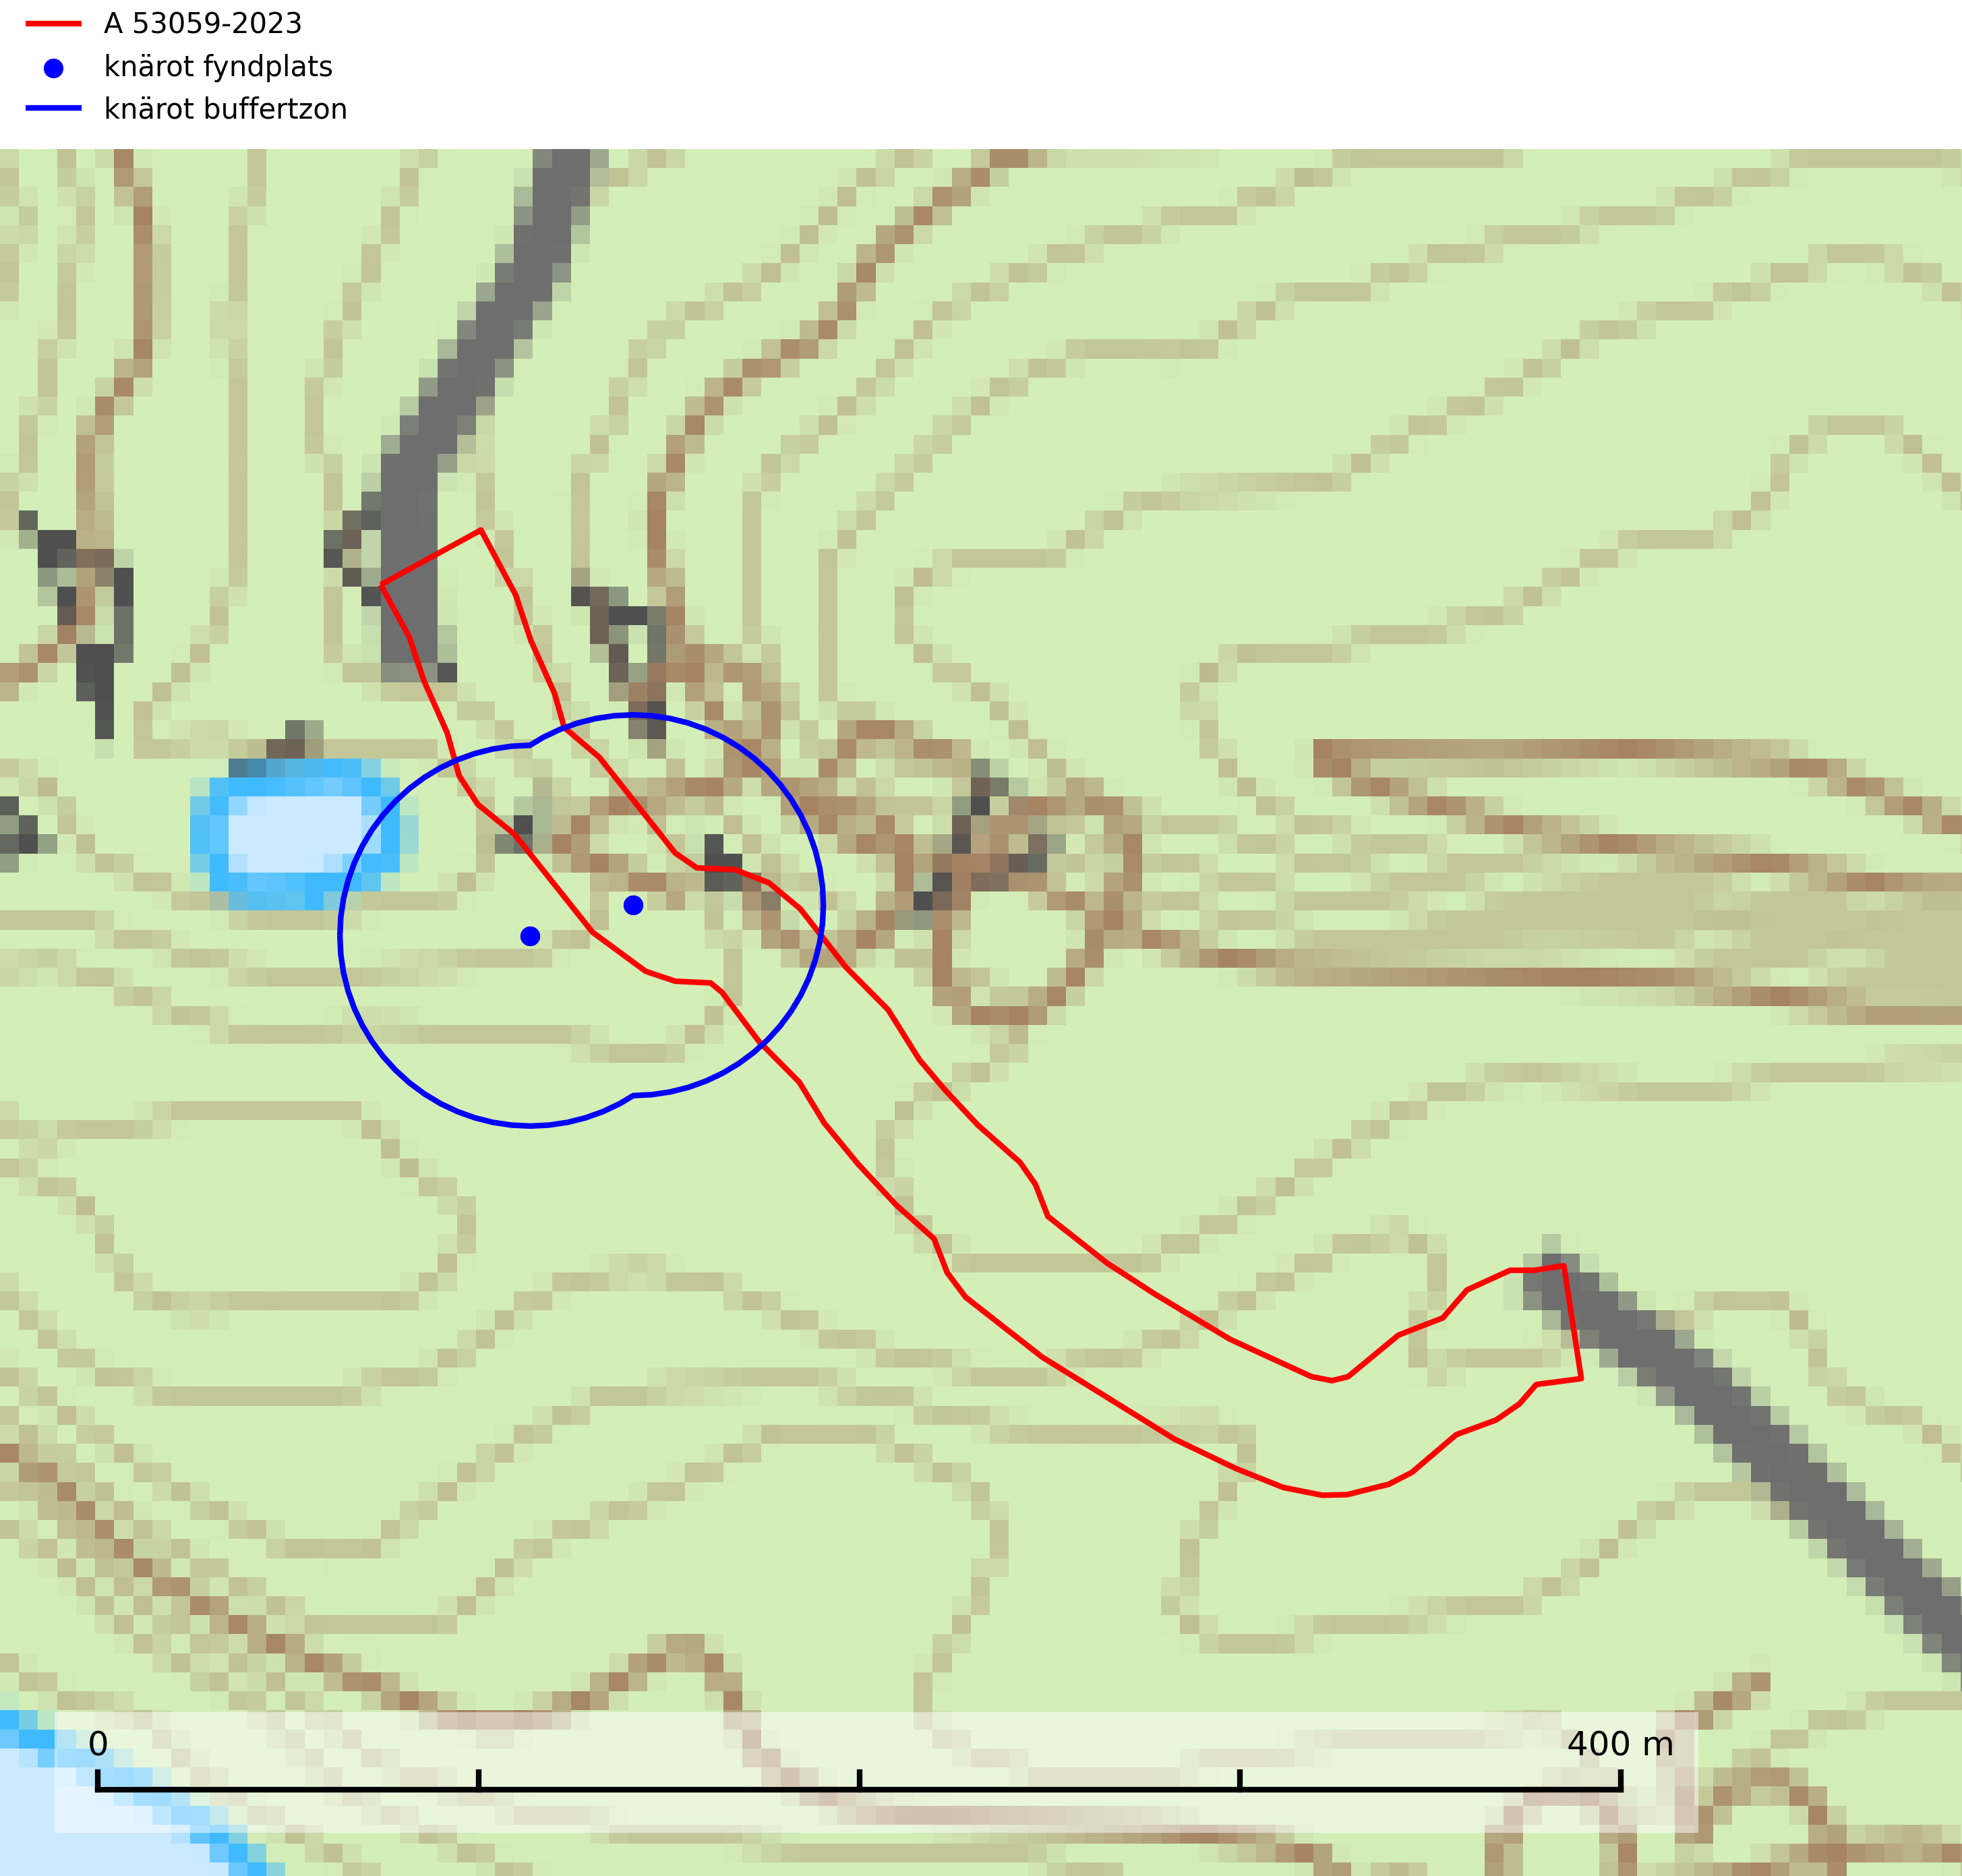 A 53059-2023
knärot fyndplats
knärot buffertzon
0 400 m